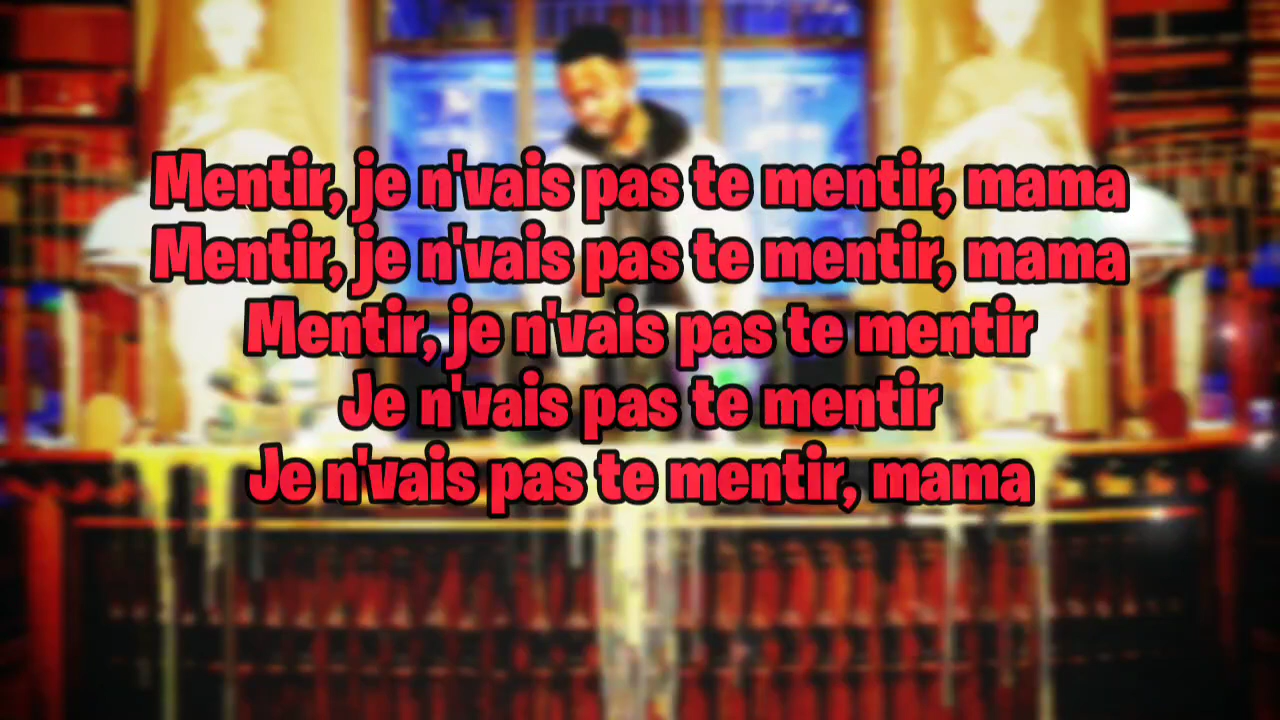 Mentir, je n'vais pas te mentir, mama
Mentir, je n'vais pas te mentir, mama
Mentir, je n'vais pas te mentir
Je n'vais pas te mentir
Je n'vais pas te mentir, mama